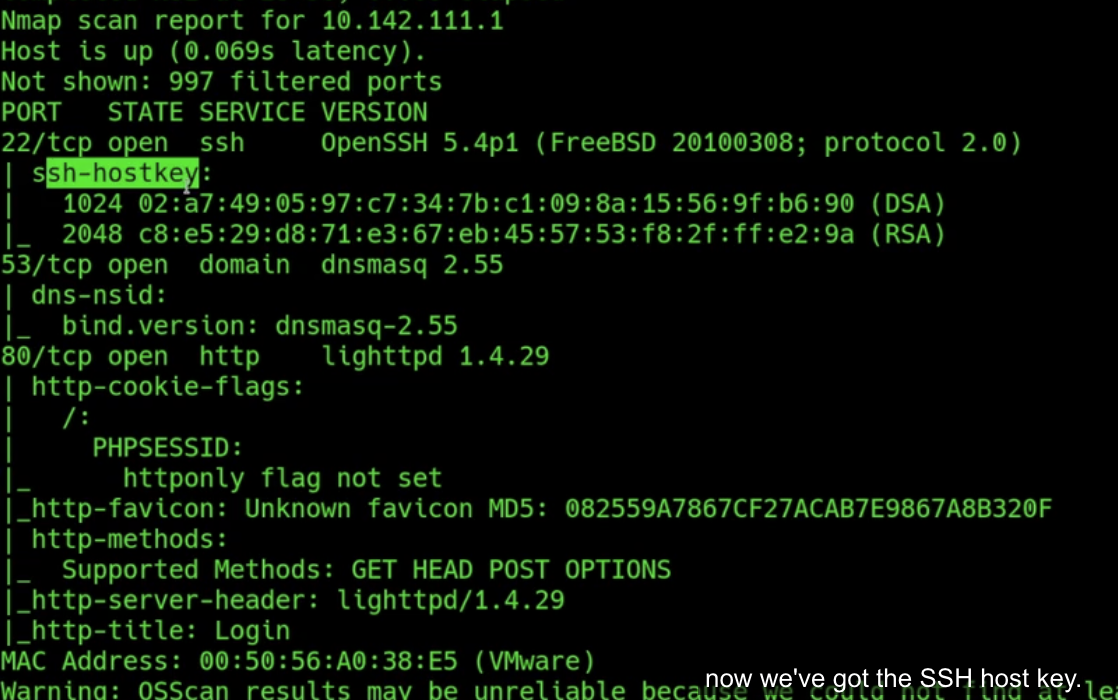 Nmap scan report for 10.142.111.1
Host is up (0.069s latency).
Not shown: 997 filtered ports
PORT   STATE SERVICE VERSION
22/tcp open  ssh     OpenSSH 5.4p1 (FreeBSD 20100308; protocol 2.0)
| ssh-hostkey:
|   1024 02:a7:49:05:97:c7:34:7b:c1:09:8a:15:56:9f:b6:90 (DSA)
|_  2048 c8:e5:29:d8:71:e3:67:eb:45:57:53:f8:2f:ff:e2:9a (RSA)
53/tcp open  domain  dnsmasq 2.55
| dns-nsid:
|_  bind.version: dnsmasq-2.55
80/tcp open  http    lighttpd 1.4.29
| http-cookie-flags:
|   /:
|     PHPSESSID:
|_      httponly flag not set
|_http-favicon: Unknown favicon MD5: 082559A7867CF27ACAB7E9867A8B320F
| http-methods:
|_  Supported Methods: GET HEAD POST OPTIONS
|_http-server-header: lighttpd/1.4.29
|_http-title: Login
MAC Address: 00:50:56:A0:38:E5 (VMware)
Warning: OSScan results may be unreliable because we could not find
now we've got the SSH host key.